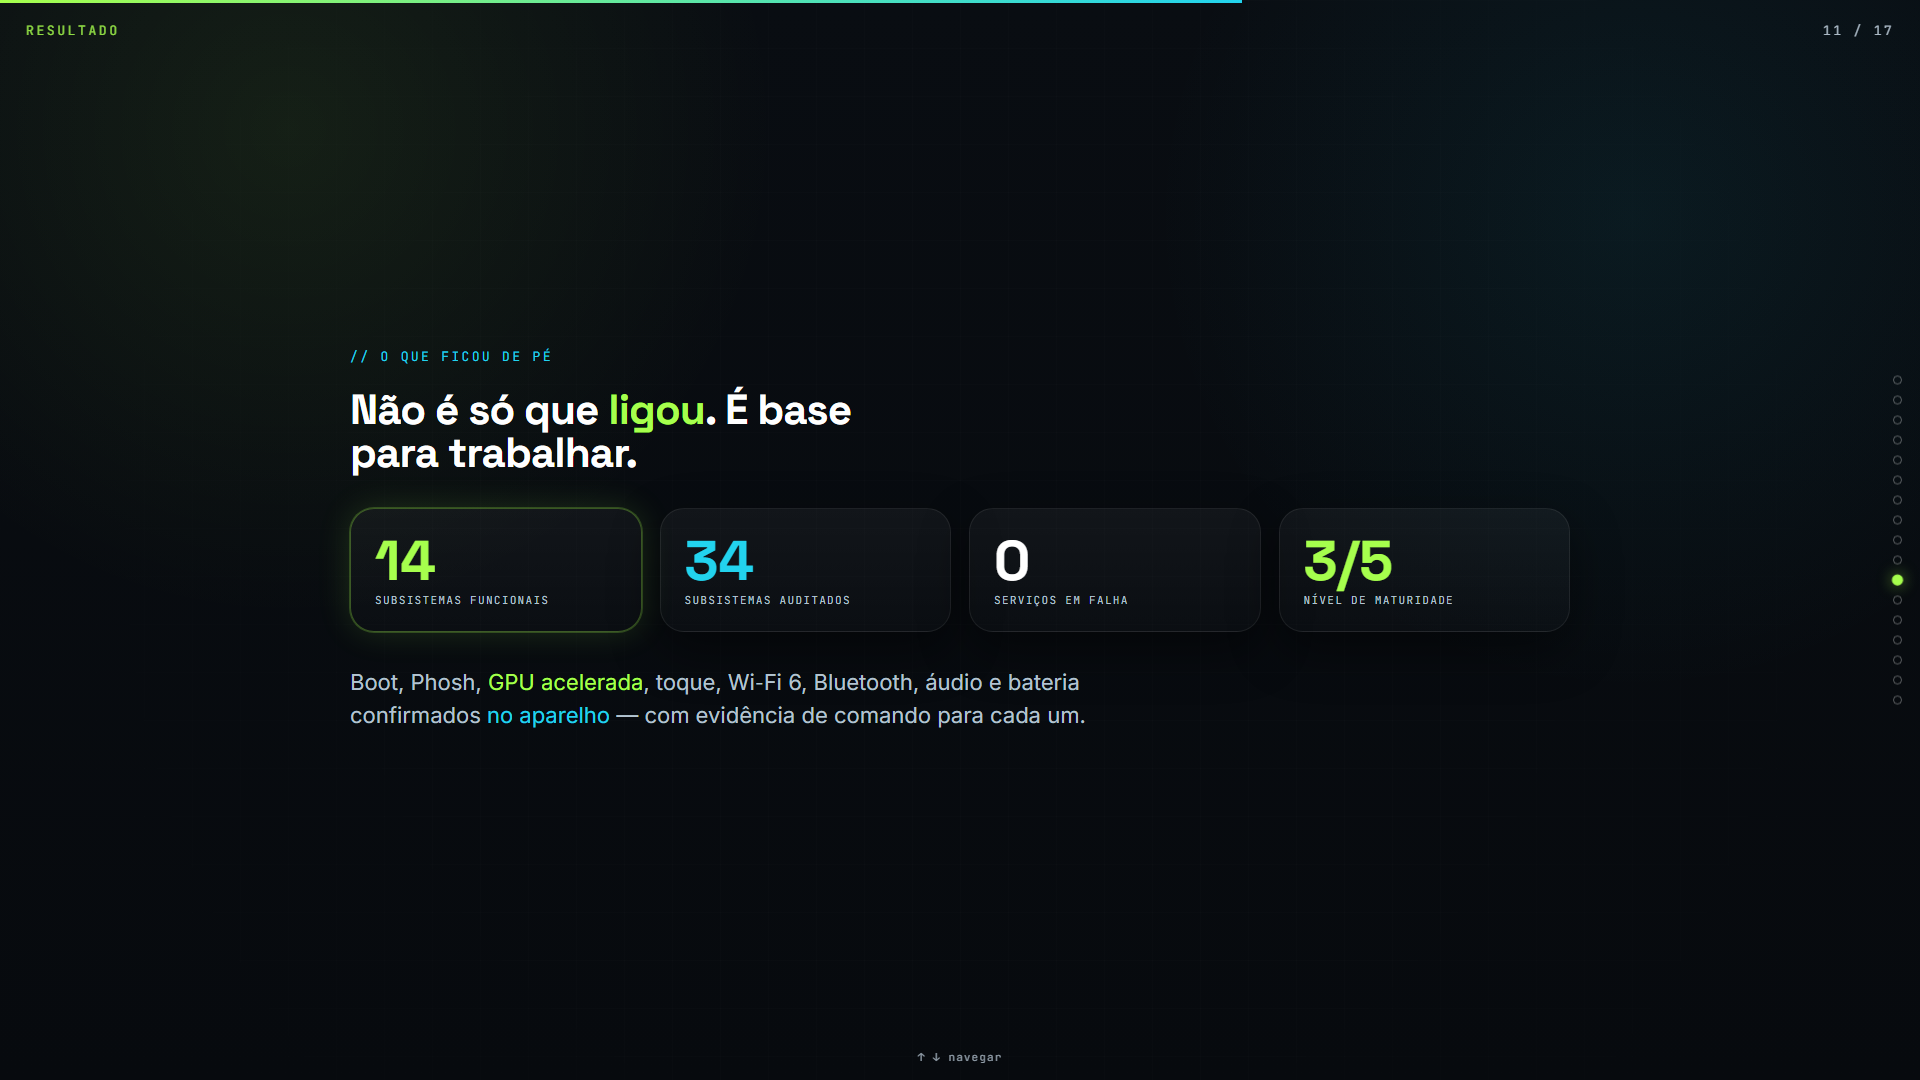 RESULTADO
11 / 17
// O QUE FICOU DE PÉ
Não é só que ligou. É base
para trabalhar.
14
SUBSISTEMAS FUNCIONAIS
34
SUBSISTEMAS AUDITADOS
0
SERVIÇOS EM FALHA
3/5
NÍVEL DE MATURIDADE
Boot, Phosh, GPU acelerada, toque, Wi-Fi 6, Bluetooth, áudio e bateria
confirmados no aparelho — com evidência de comando para cada um.
↑ ↓ navegar